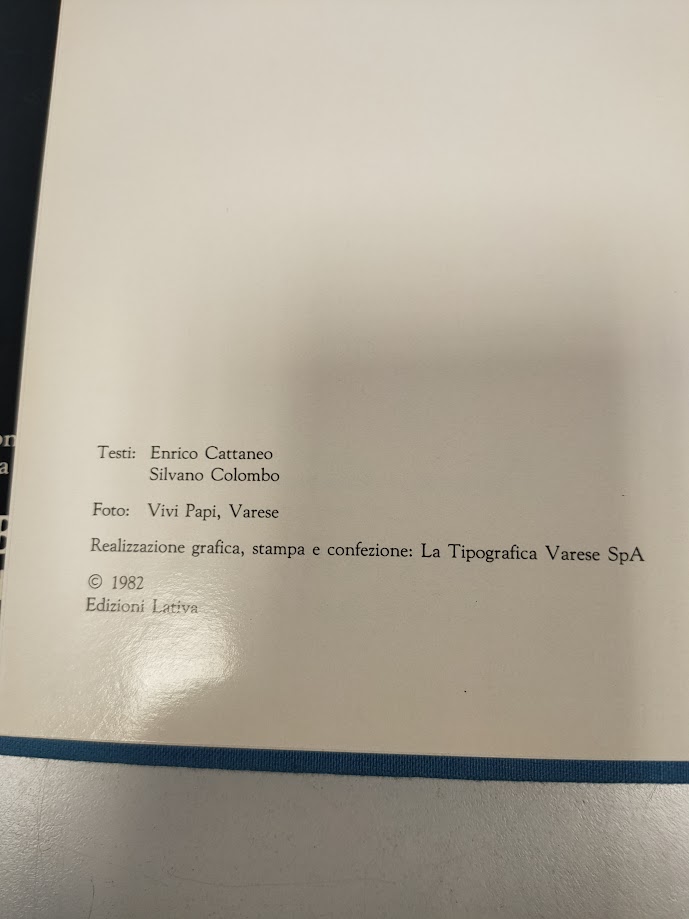 Testi: Enrico Cattaneo
Silvano Colombo
Foto: Vivi Papi, Varese
Realizzazione grafica, stampa e confezione: La Tipografica Varese SpA
© 1982
Edizioni Lativa